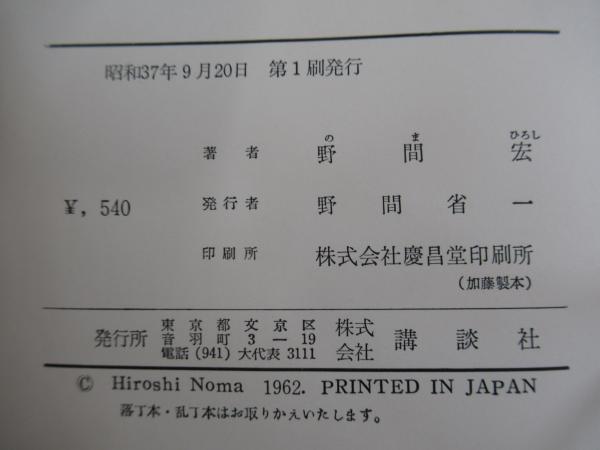 昭和37年9月20日 第1刷発行
の ま ひろし
著者 野間宏
¥, 540
発行者 野間省一
印刷所 株式会社慶昌堂印刷所
(加藤製本)
発行所 東京都文京区音羽町3-19 電話(941)大代表3111 株式会社 講談社
© Hiroshi Noma 1962. PRINTED IN JAPAN
落丁本・乱丁本はお取りかえいたします。